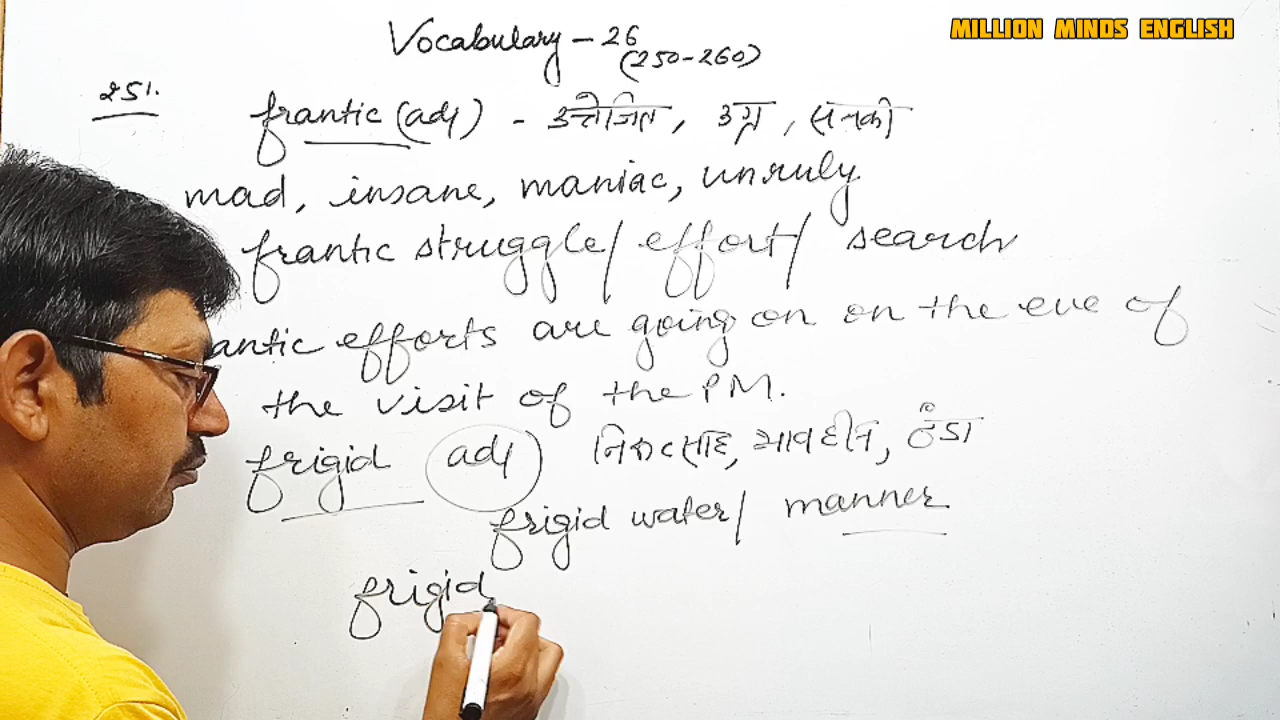 MILLION MINDS ENGLISH
Vocabulary - 26
(250-260)
251.
frantic (adj) - उत्तेजित, उग्र, सनकी
mad, insane, maniac, unruly
frantic struggle/ effort/ search
antic efforts are going on on the eve of
the visit of the PM.
frigid adj) निरुत्साह, भावहीन, ठंडा
frigid water/ manner
frigid